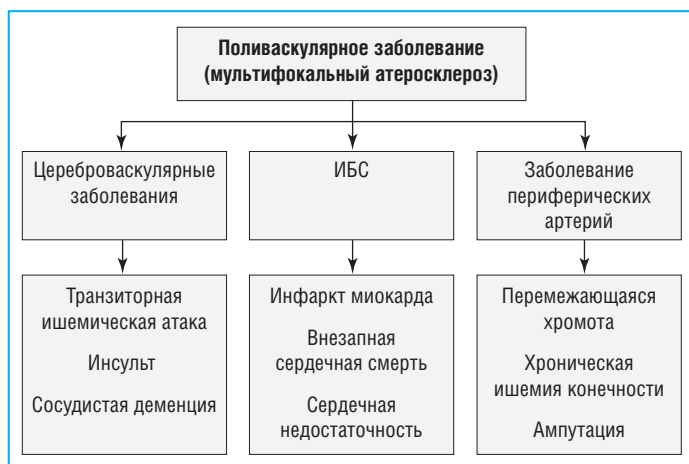 Поливаскулярное заболевание
(мультифокальный атеросклероз)
Цереброваскулярные
заболевания
ИБС
Заболевание
периферических
артерий
Транзиторная
ишемическая атака
Инсульт
Сосудистая деменция
Инфаркт миокарда
Внезапная
сердечная смерть
Сердечная
недостаточность
Перемежающаяся
хромота
Хроническая
ишемия конечности
Ампутация